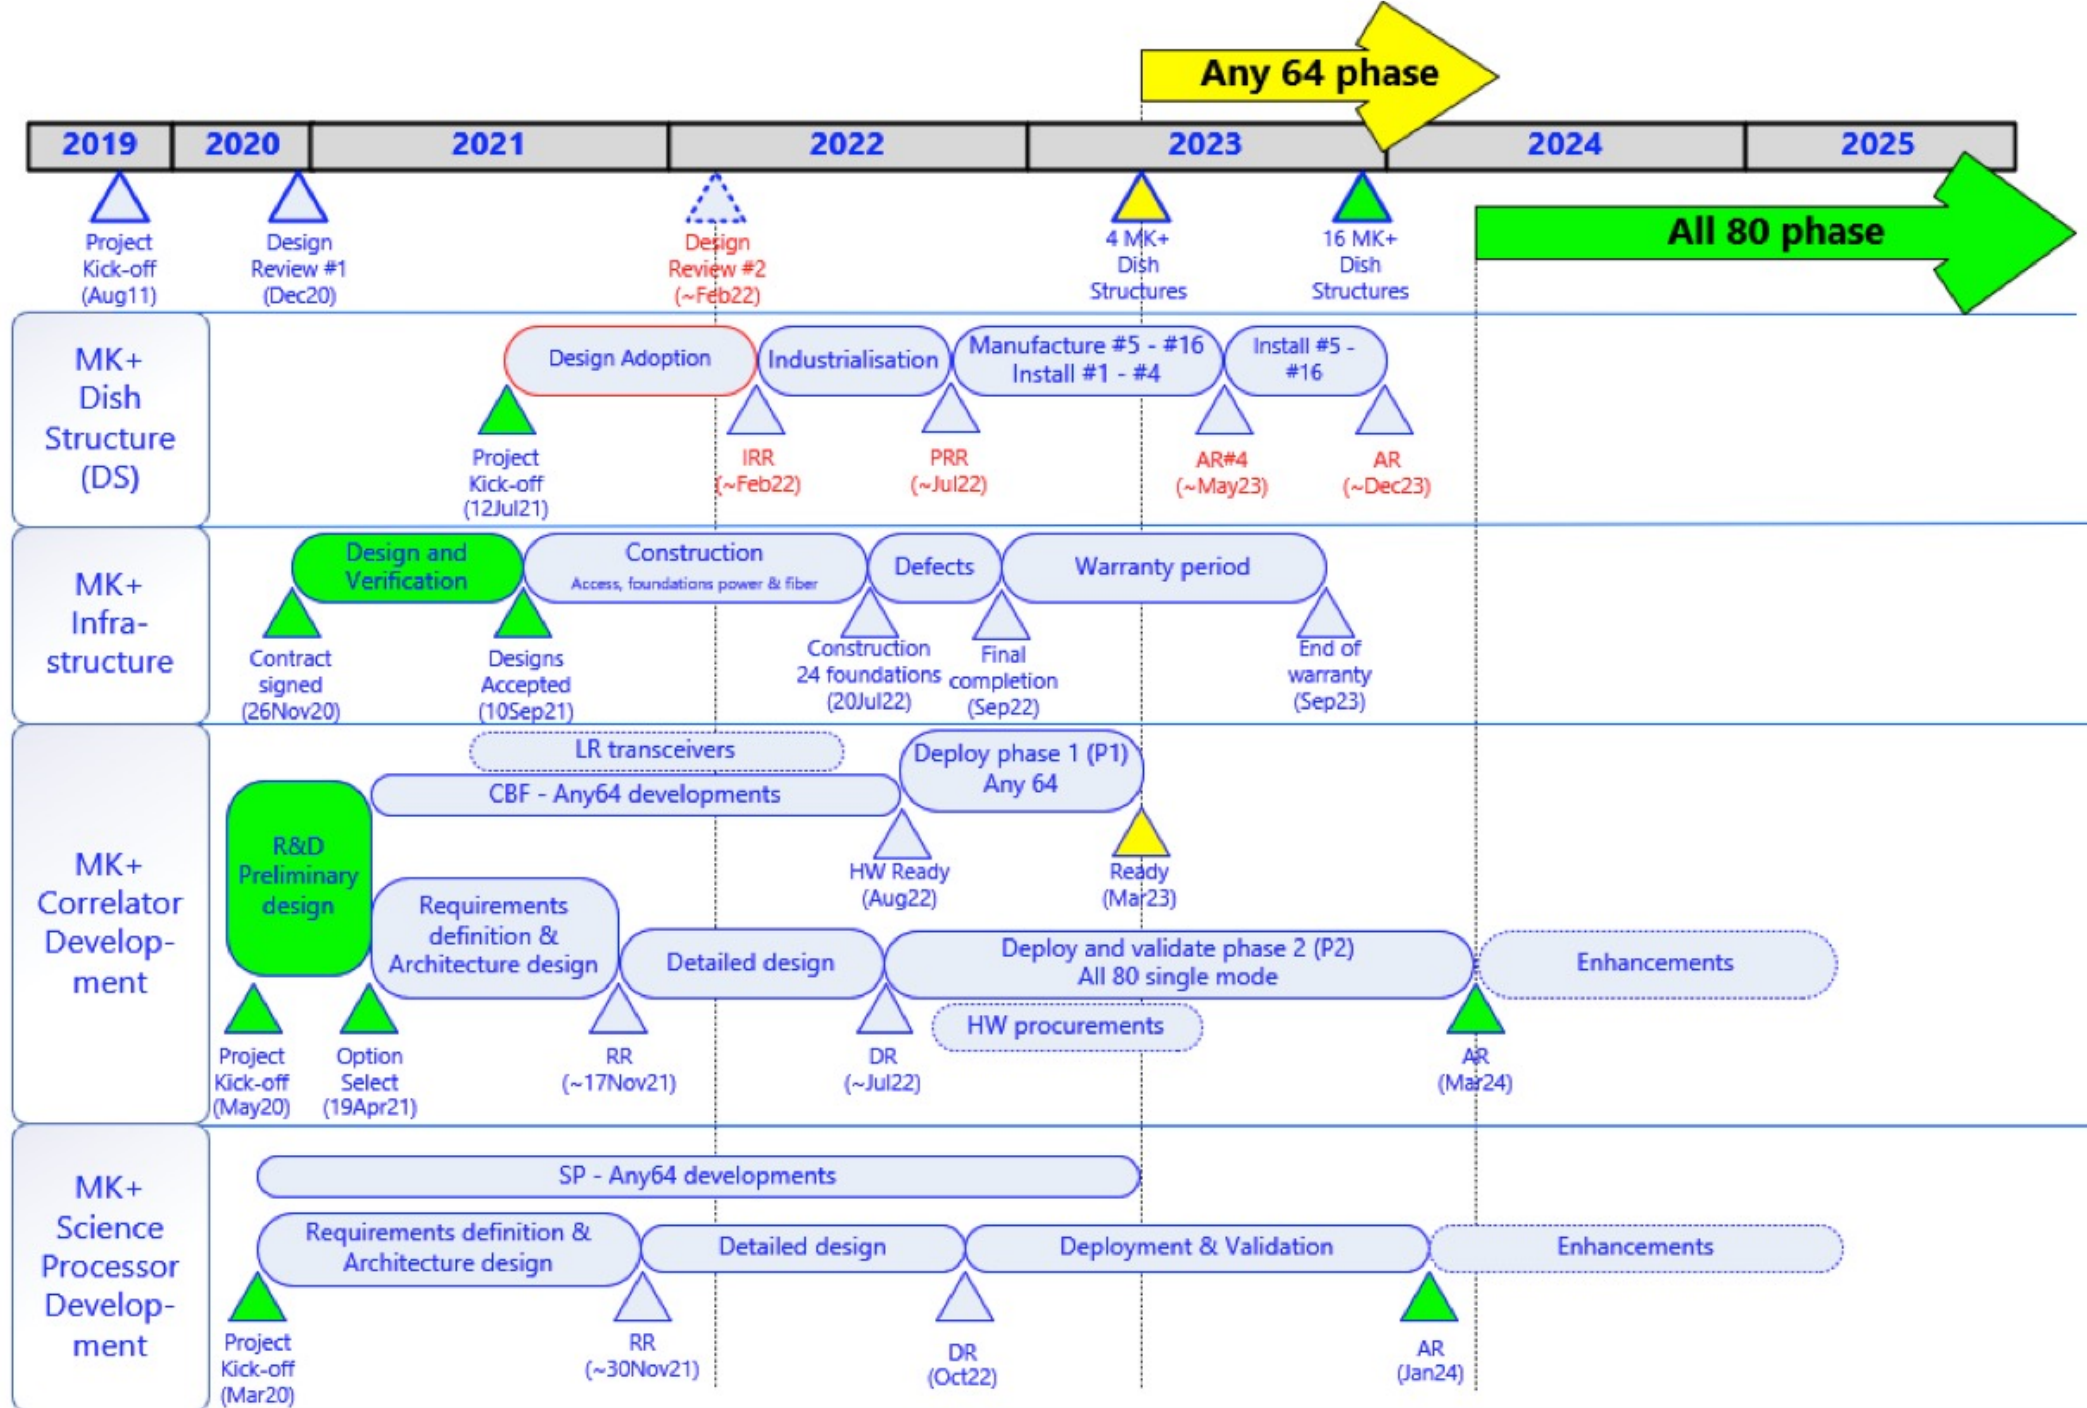 Any 64 phase
2019 2020 2021 2022 2023 2024 2025
All 80 phase
Project
Kick-off
(Aug11)
Design
Review #1
(Dec20)
Design
Review #2
(~Feb22)
4 MK+
Dish
Structures
16 MK+
Dish
Structures
MK+
Dish
Structure
(DS)
Design Adoption
Industrialisation
Manufacture #5 - #16
Install #1 - #4
Install #5 -
#16
Project
Kick-off
(12Jul21)
IRR
(~Feb22)
PRR
(~Jul22)
AR#4
(~May23)
AR
(~Dec23)
MK+
Infra-
structure
Design and
Verification
Construction
Access, foundations power & fiber
Defects
Warranty period
Contract
signed
(26Nov20)
Designs
Accepted
(10Sep21)
Construction
24 foundations
(20Jul22)
Final
completion
(Sep22)
End of
warranty
(Sep23)
MK+
Correlator
Develop-
ment
LR transceivers
CBF - Any64 developments
Deploy phase 1 (P1)
Any 64
R&D
Preliminary
design
HW Ready
(Aug22)
Ready
(Mar23)
Requirements
definition &
Architecture design
Detailed design
Deploy and validate phase 2 (P2)
All 80 single mode
Enhancements
HW procurements
Project
Kick-off
(May20)
Option
Select
(19Apr21)
RR
(~17Nov21)
DR
(~Jul22)
AR
(Mar24)
MK+
Science
Processor
Develop-
ment
SP - Any64 developments
Requirements definition &
Architecture design
Detailed design
Deployment & Validation
Enhancements
Project
Kick-off
(Mar20)
RR
(~30Nov21)
DR
(Oct22)
AR
(Jan24)